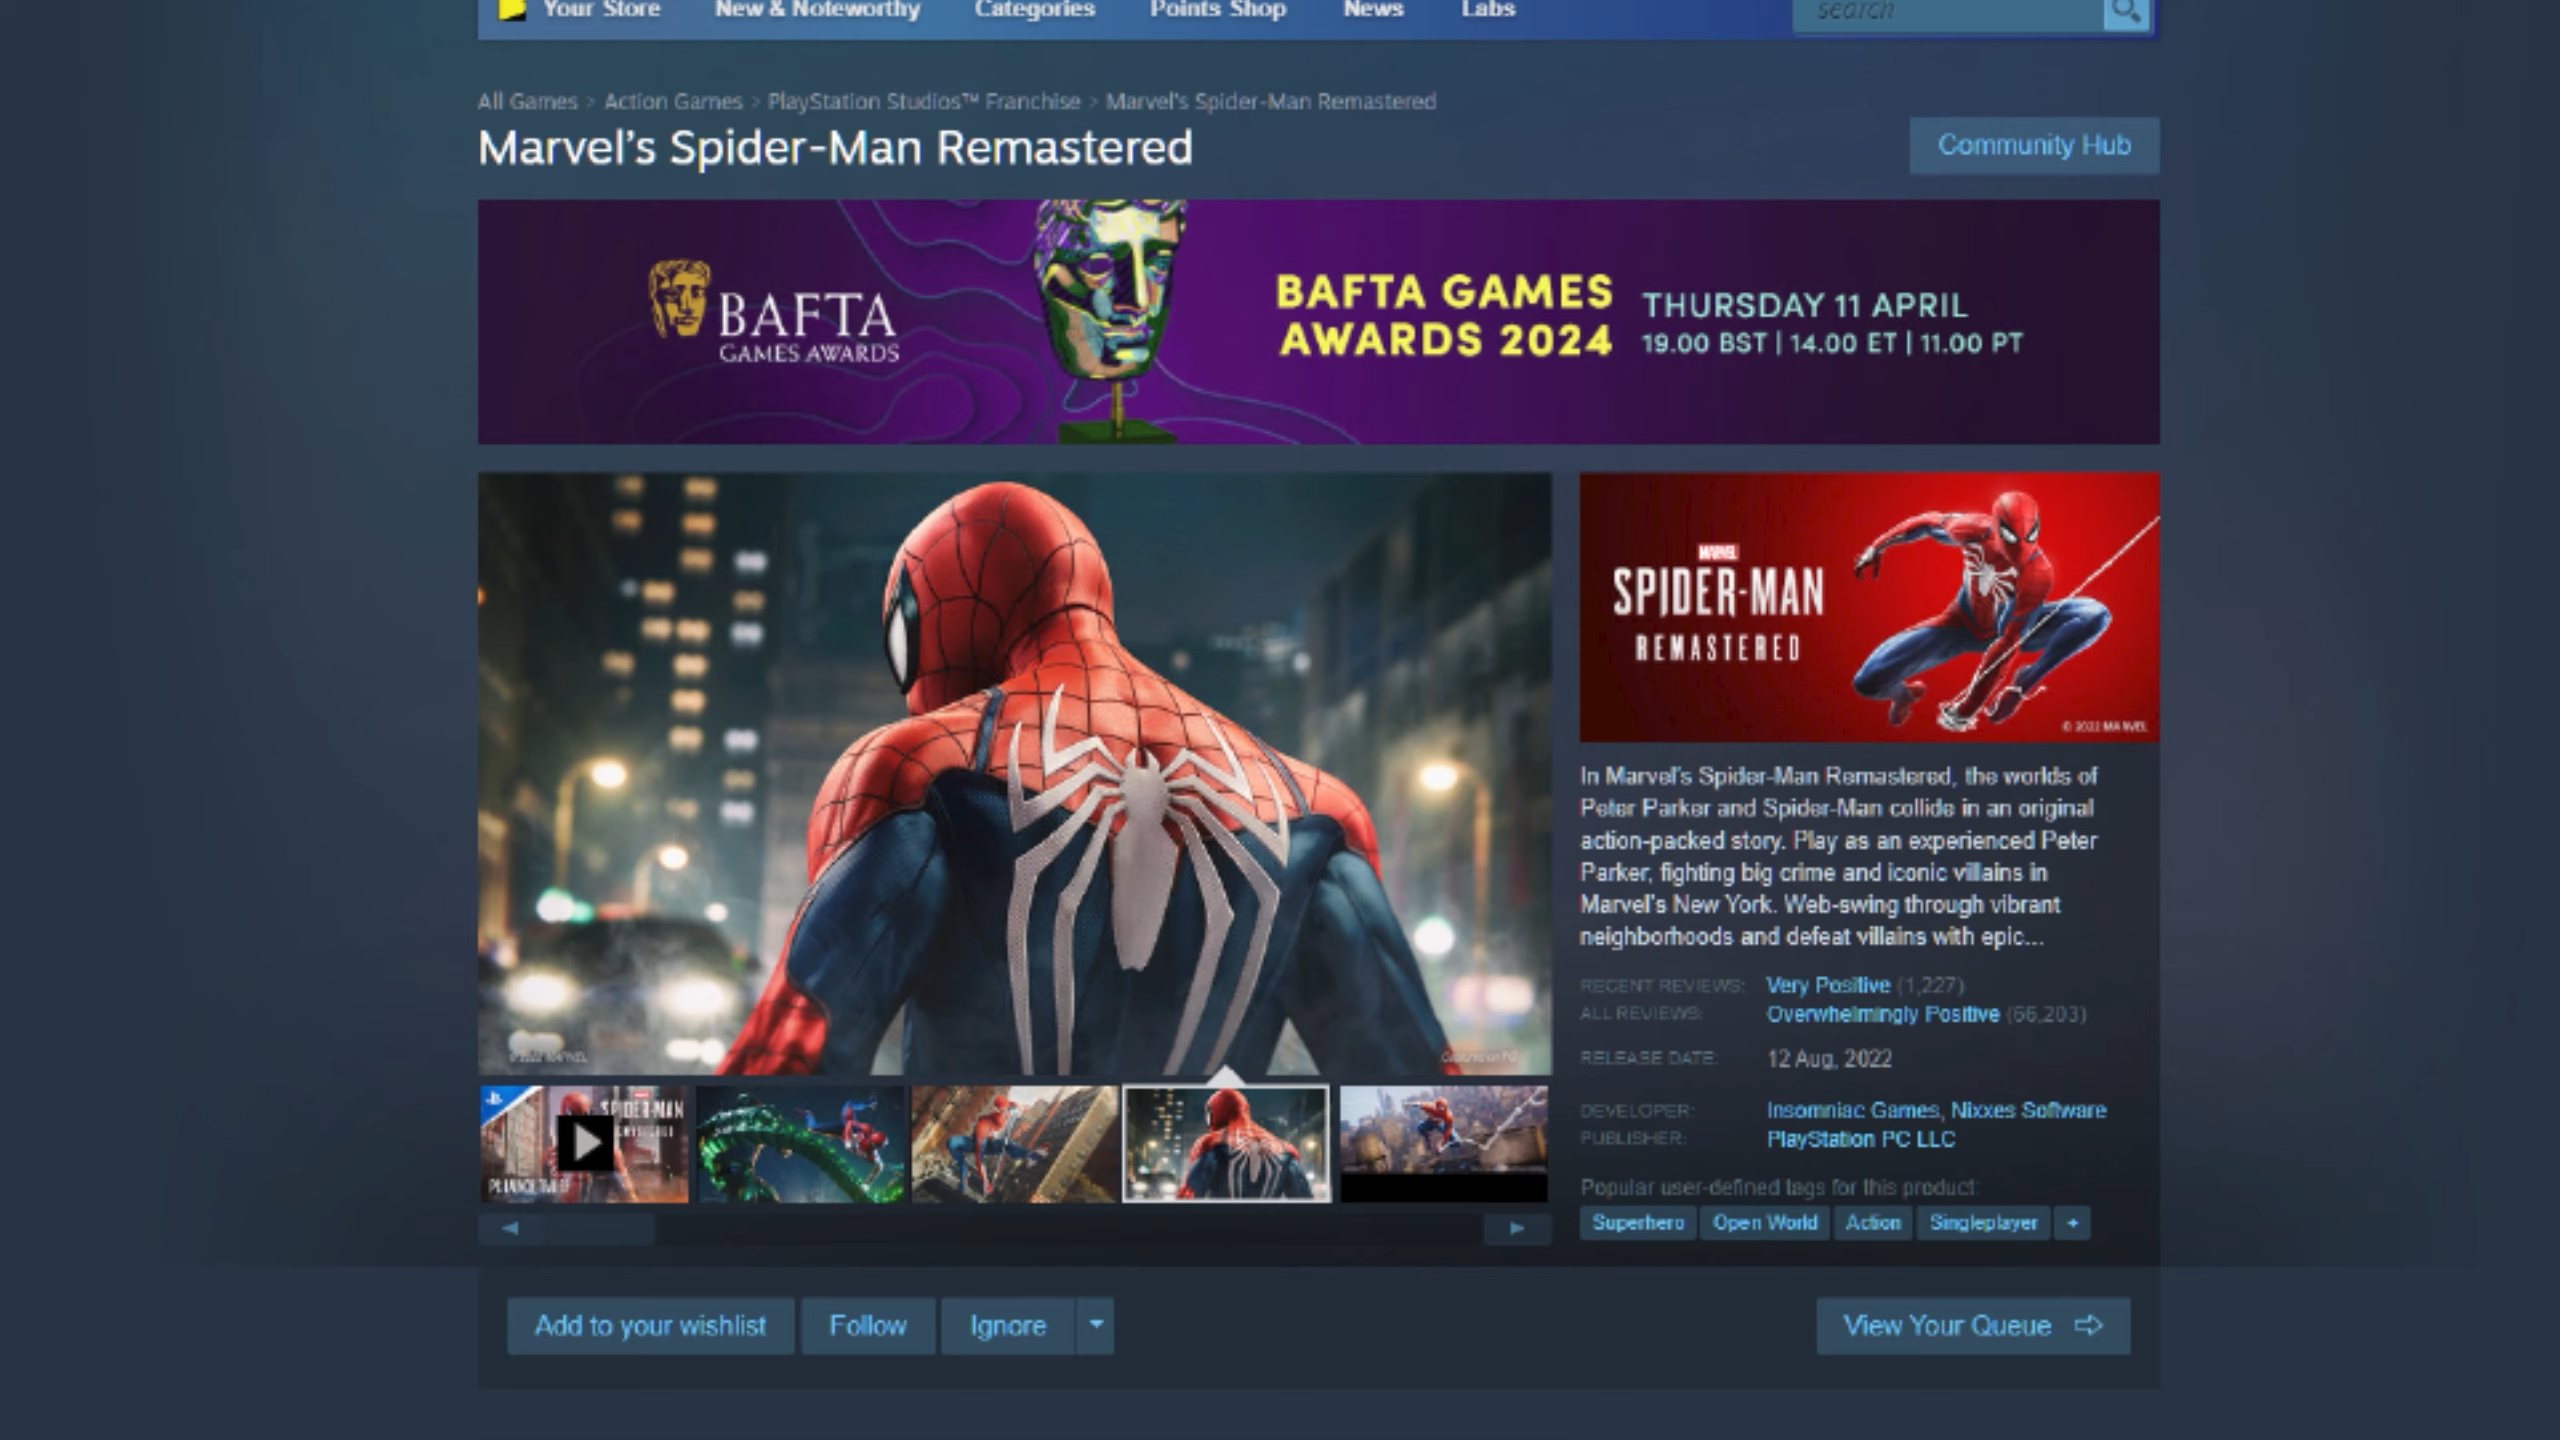 Your Store New & Noteworthy Categories Points Shop News Labs search
All Games > Action Games > PlayStation Studios™ Franchise > Marvel's Spider-Man Remastered
Marvel's Spider-Man Remastered
Community Hub
BAFTA
GAMES AWARDS
BAFTA GAMES
AWARDS 2024
THURSDAY 11 APRIL
19.00 BST | 14.00 ET | 11.00 PT
MARVEL
SPIDER-MAN
REMASTERED
© 2022 MARVEL
In Marvel's Spider-Man Remastered, the worlds of
Peter Parker and Spider-Man collide in an original
action-packed story. Play as an experienced Peter
Parker, fighting big crime and iconic villains in
Marvel's New York. Web-swing through vibrant
neighborhoods and defeat villains with epic...
RECENT REVIEWS: Very Positive (1,227)
ALL REVIEWS: Overwhelmingly Positive (66,203)
RELEASE DATE: 12 Aug, 2022
DEVELOPER: Insomniac Games, Nixxes Software
PUBLISHER: PlayStation PC LLC
Popular user-defined tags for this product:
Superhero Open World Action Singleplayer +
© 2022 MARVEL
SPIDER-MAN
Add to your wishlist Follow Ignore
View Your Queue